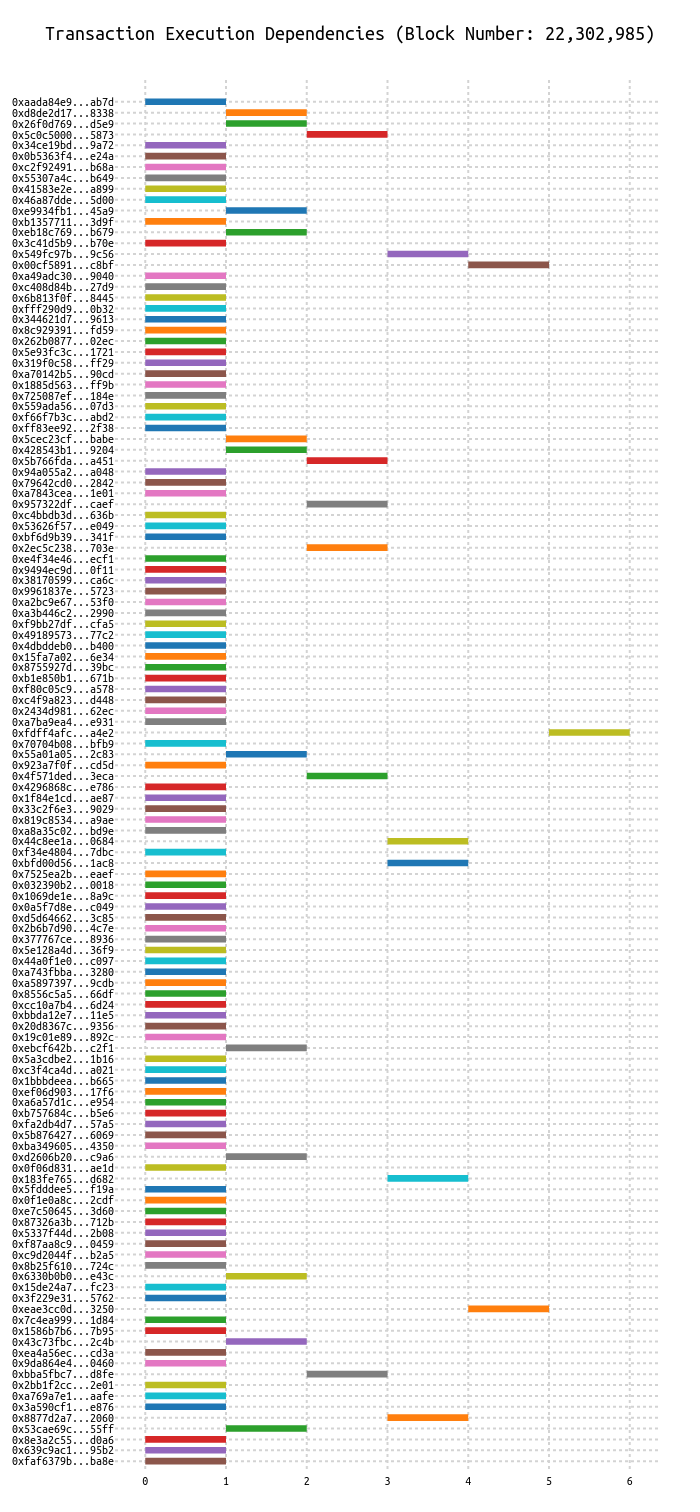 Transaction Execution Dependencies (Block Number: 22,302,985)
0xaada84e9...ab7d
0xd8de2d17...8338
0x26f0d769...d5e9
0x5c0c5000...5873
0x34ce19bd...9a72
0x0b5363f4...e24a
0xc2f92491...b68a
0x55307a4c...b649
0x41583e2e...a899
0x46a87dde...5d00
0xe9934fb1...45a9
0xb1357711...3d9f
0xeb18c769...b679
0x3c41d5b9...b70e
0x549fc97b...9c56
0x00cf5891...c8bf
0xa49adc30...9040
0xc408d84b...27d9
0x6b813f0f...8445
0xfff290d9...0b32
0x344621d7...9613
0x8c929391...fd59
0x262b0877...02ec
0x5e93fc3c...1721
0x319f0c58...ff29
0xa70142b5...90cd
0x1885d563...ff9b
0x725087ef...184e
0x559ada56...07d3
0xf66f7b3c...abd2
0xff83ee92...2f38
0x5cec23cf...babe
0x428543b1...9204
0x5b766fda...a451
0x94a055a2...a048
0x79642cd0...2842
0xa7843cea...1e01
0x957322df...caef
0xc4bbdb3d...636b
0x53626f57...e049
0xbf6d9b39...341f
0x2ec5c238...703e
0xe4f34e46...ecf1
0x9494ec9d...0f11
0x38170599...ca6c
0x9961837e...5723
0xa2bc9e67...53f0
0xa3b446c2...2990
0xf9bb27df...cfa5
0x49189573...77c2
0x4dbddeb0...b400
0x15fa7a02...6e34
0x8755927d...39bc
0xb1e850b1...671b
0xf80c05c9...a578
0xc4f9a823...d448
0x2434d981...62ec
0xa7ba9ea4...e931
0xfdff4afc...a4e2
0x70704b08...bfb9
0x55a01a05...2c83
0x923a7f0f...cd5d
0x4f571ded...3eca
0x4296868c...e786
0x1f84e1cd...ae87
0x33c2f6e3...9029
0x819c8534...a9ae
0xa8a35c02...bd9e
0x44c8ee1a...0684
0xf34e4804...7dbc
0xbfd00d56...1ac8
0x7525ea2b...eaef
0x032390b2...0018
0x1069de1e...8a9c
0x0a5f7d8e...c049
0xd5d64662...3c85
0x2b6b7d90...4c7e
0x377767ce...8936
0x5e128a4d...36f9
0x44a0f1e0...c097
0xa743fbba...3280
0xa5897397...9cdb
0x8556c5a5...66df
0xcc10a7b4...6d24
0xbbda12e7...11e5
0x20d8367c...9356
0x19c01e89...892c
0xebcf642b...c2f1
0x5a3cdbe2...1b16
0xc3f4ca4d...a021
0x1bbbdeea...b665
0xef06d903...17f6
0xa6a57d1c...e954
0xb757684c...b5e6
0xfa2db4d7...57a5
0x5b876427...6069
0xba349605...4350
0xd2606b20...c9a6
0x0f06d831...ae1d
0x183fe765...d682
0x5fdddee5...f19a
0x0f1e0a8c...2cdf
0xe7c50645...3d60
0x87326a3b...712b
0x5337f44d...2b08
0xf87aa8c9...0459
0xc9d2044f...b2a5
0x8b25f610...724c
0x6330b0b0...e43c
0x15de24a7...fc23
0x3f229e31...5762
0xeae3cc0d...3250
0x7c4ea999...1d84
0x1586b7b6...7b95
0x43c73fbc...2c4b
0xea4a56ec...cd3a
0x9da864e4...0460
0xbba5fbc7...d8fe
0x2bb1f2cc...2e01
0xa769a7e1...aafe
0x3a590cf1...e876
0x8877d2a7...2060
0x53cae69c...55ff
0x8e3a2c55...d0a6
0x639c9ac1...95b2
0xfaf6379b...ba8e
0 1 2 3 4 5 6